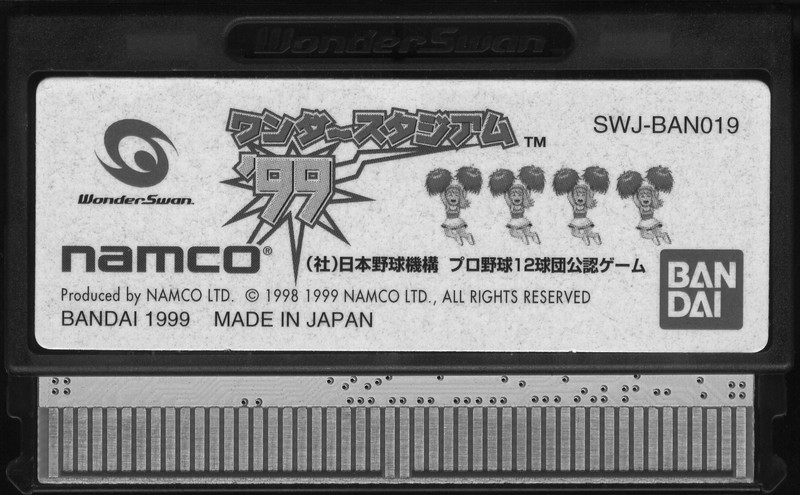 WonderSwan
ワンダースタジアム™
'99
SWJ-BAN019
WonderSwan.
namco®
(社)日本野球機構 プロ野球12球団公認ゲーム
BAN
DAI
Produced by NAMCO LTD. © 1998 1999 NAMCO LTD., ALL RIGHTS RESERVED
BANDAI 1999 MADE IN JAPAN